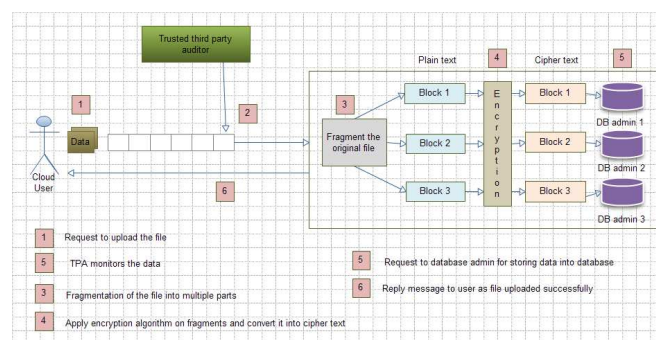 Trusted third party
auditor
Plain text
4
Cipher text
5
1
2
3
Block 1
Block 1
DB admin 1
Data
Fragment the
original file
Block 2
Encryption
Block 2
DB admin 2
Cloud
User
6
Block 3
Block 3
DB admin 3
1 Request to upload the file
5 TPA monitors the data
5 Request to database admin for storing data into database
3 Fragmentation of the file into multiple parts
6 Reply message to user as file uploaded successfully
4 Apply encryption algorithm on fragments and convert it into cipher text